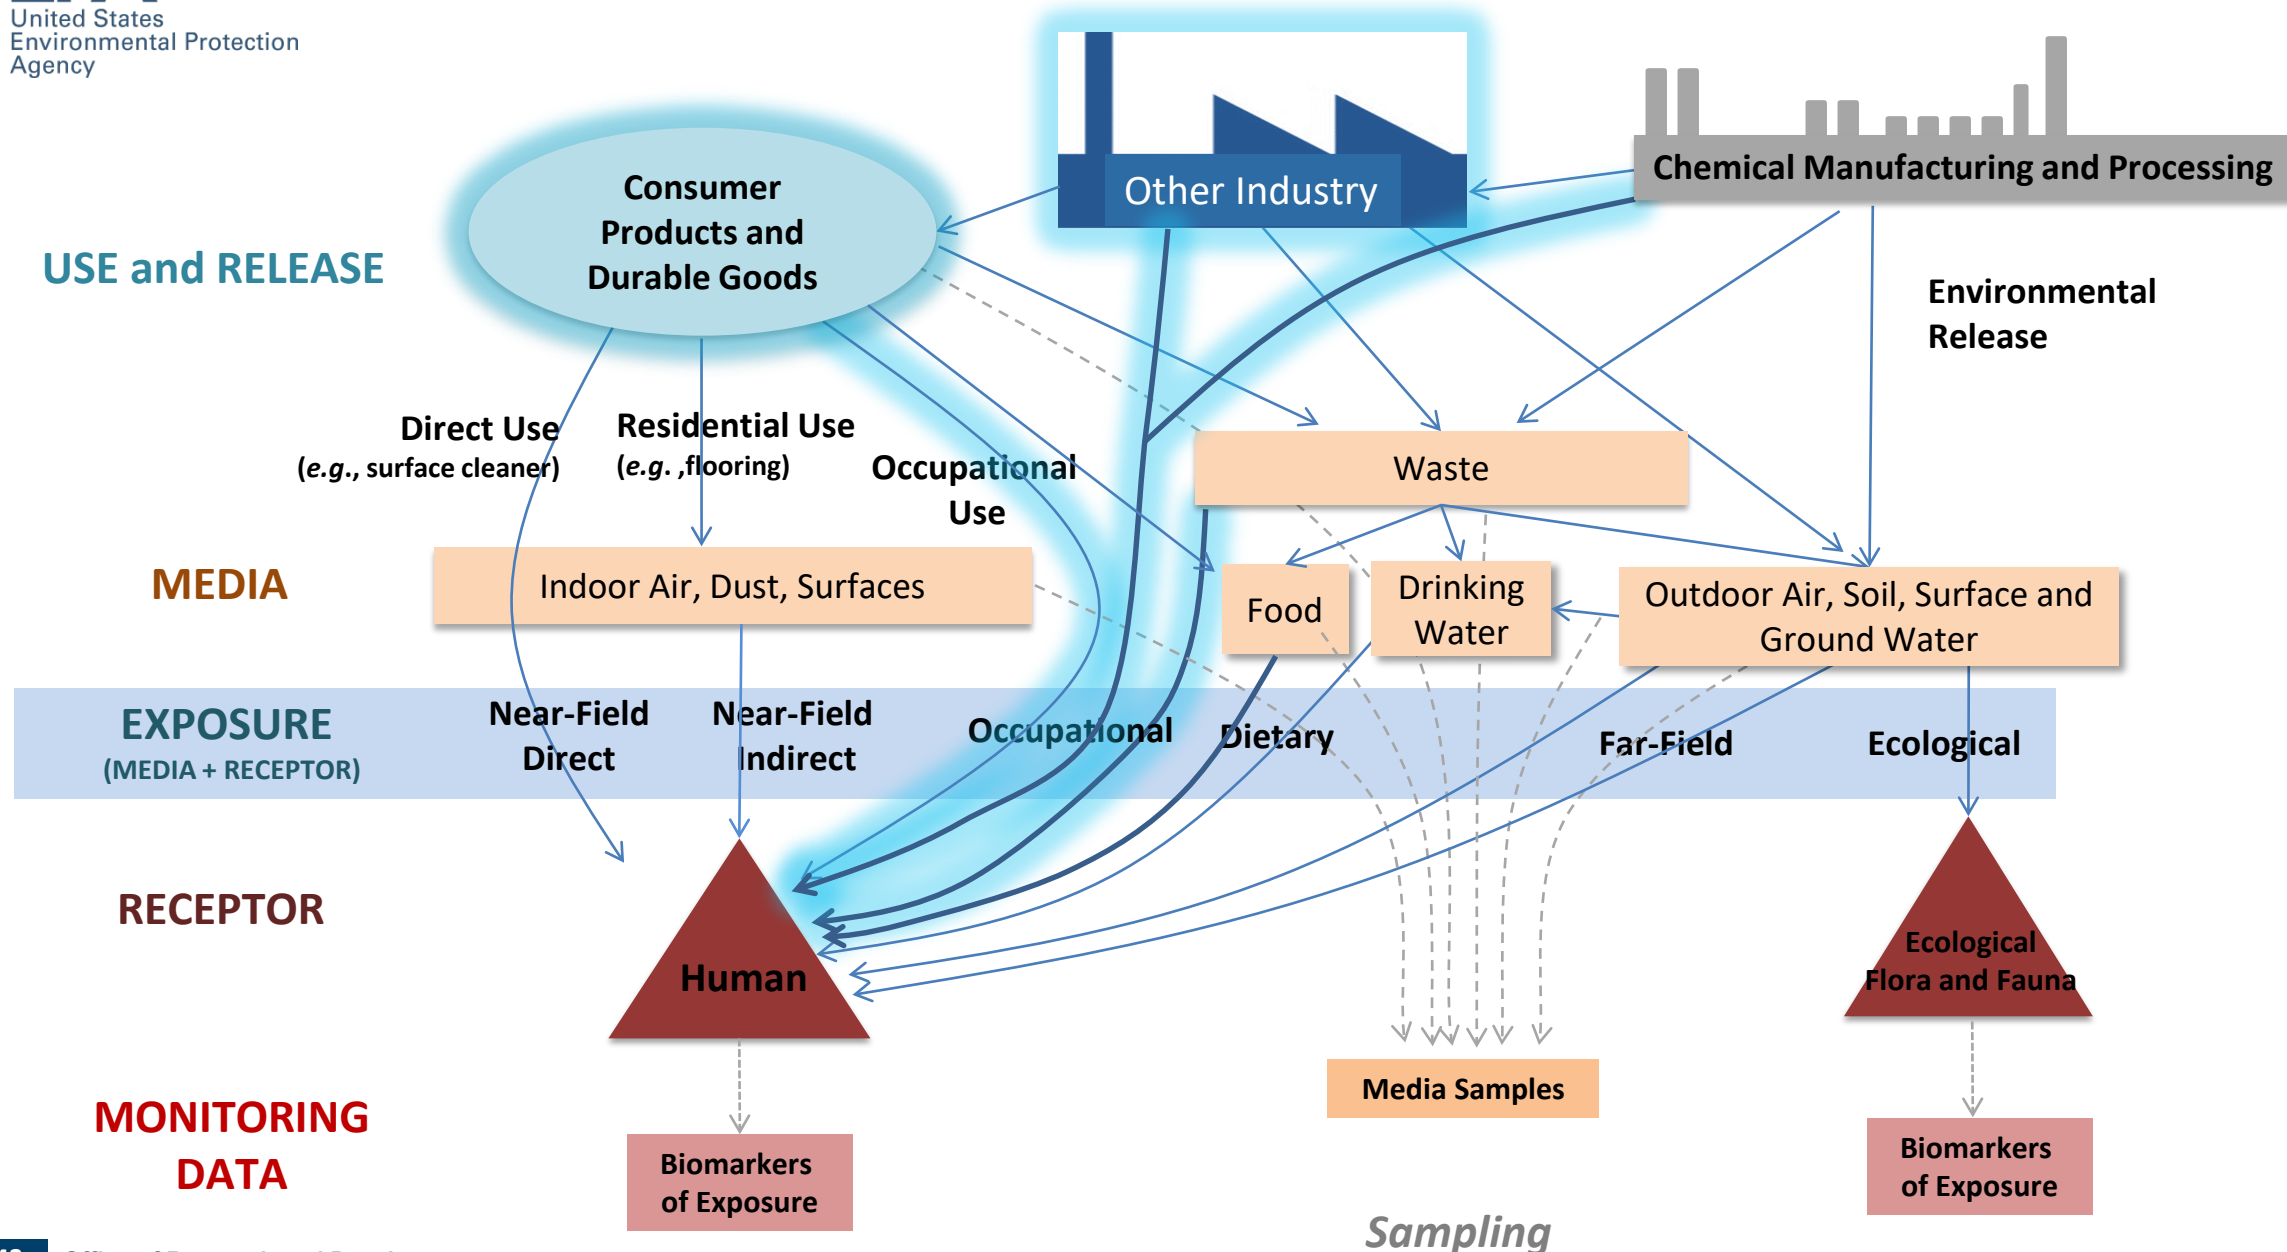 United States
Environmental Protection
Agency
Other Industry
Chemical Manufacturing and Processing
Consumer
Products and
Durable Goods
USE and RELEASE
Environmental
Release
Direct Use
(e.g., surface cleaner)
Residential Use
(e.g. ,flooring)
Occupational
Use
Waste
MEDIA
Indoor Air, Dust, Surfaces
Food
Drinking
Water
Outdoor Air, Soil, Surface and
Ground Water
EXPOSURE
(MEDIA + RECEPTOR)
Near-Field
Direct
Near-Field
Indirect
Occupational
Dietary
Far-Field
Ecological
RECEPTOR
Human
Ecological
Flora and Fauna
MONITORING
DATA
Biomarkers
of Exposure
Media Samples
Biomarkers
of Exposure
Sampling